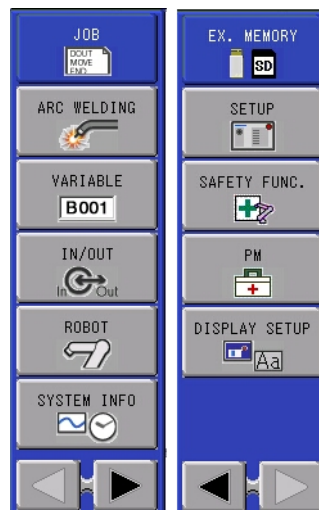 JOB
DOUT
MOVE
END
ARC WELDING
VARIABLE
B001
IN/OUT
In Out
ROBOT
SYSTEM INFO
EX. MEMORY
SD
SETUP
SAFETY FUNC.
PM
DISPLAY SETUP
Aa